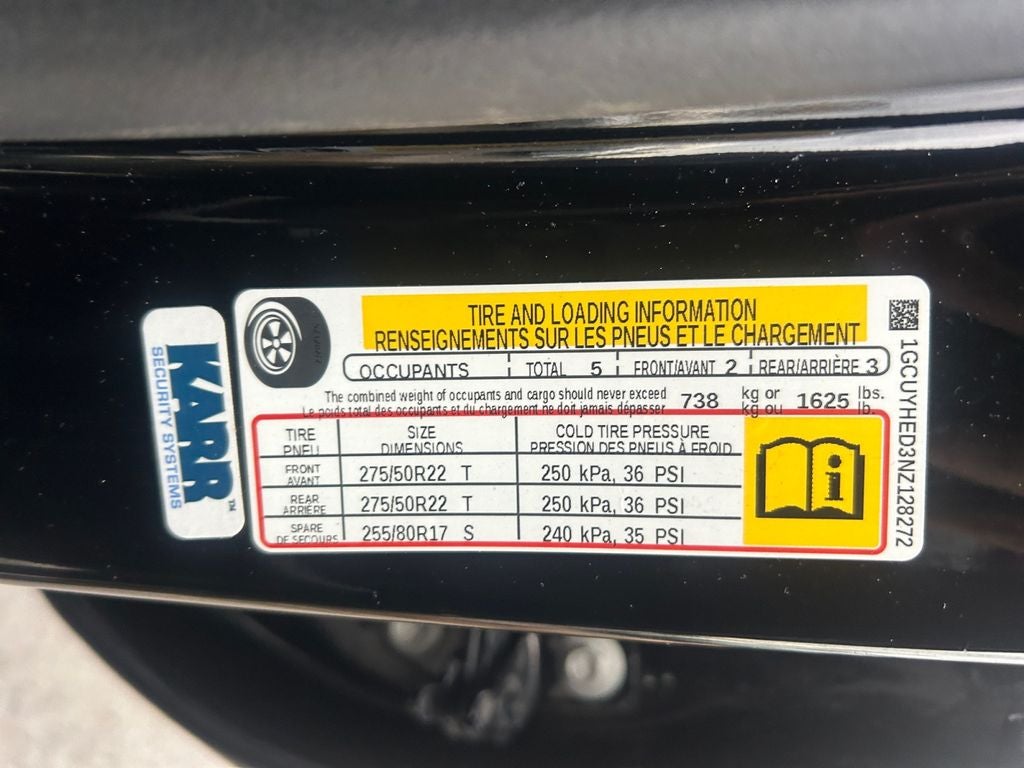 TIRE AND LOADING INFORMATION
RENSEIGNEMENTS SUR LES PNEUS ET LE CHARGEMENT
OCCUPANTS TOTAL 5 FRONT/AVANT 2 REAR/ARRIÈRE 3
The combined weight of occupants and cargo should never exceed 738 kg or 1625 lbs.
Le poids total des occupants et du chargement ne doit jamais dépasser kg ou lb.
TIRE SIZE COLD TIRE PRESSURE
PNEU DIMENSIONS PRESSION DES PNEUS À FROID
FRONT AVANT 275/50R22 T 250 kPa, 36 PSI
REAR ARRIÈRE 275/50R22 T 250 kPa, 36 PSI
SPARE DE SECOURS 255/80R17 S 240 kPa, 35 PSI
1GCUYHED3NZ128272
KARR™
SECURITY SYSTEMS